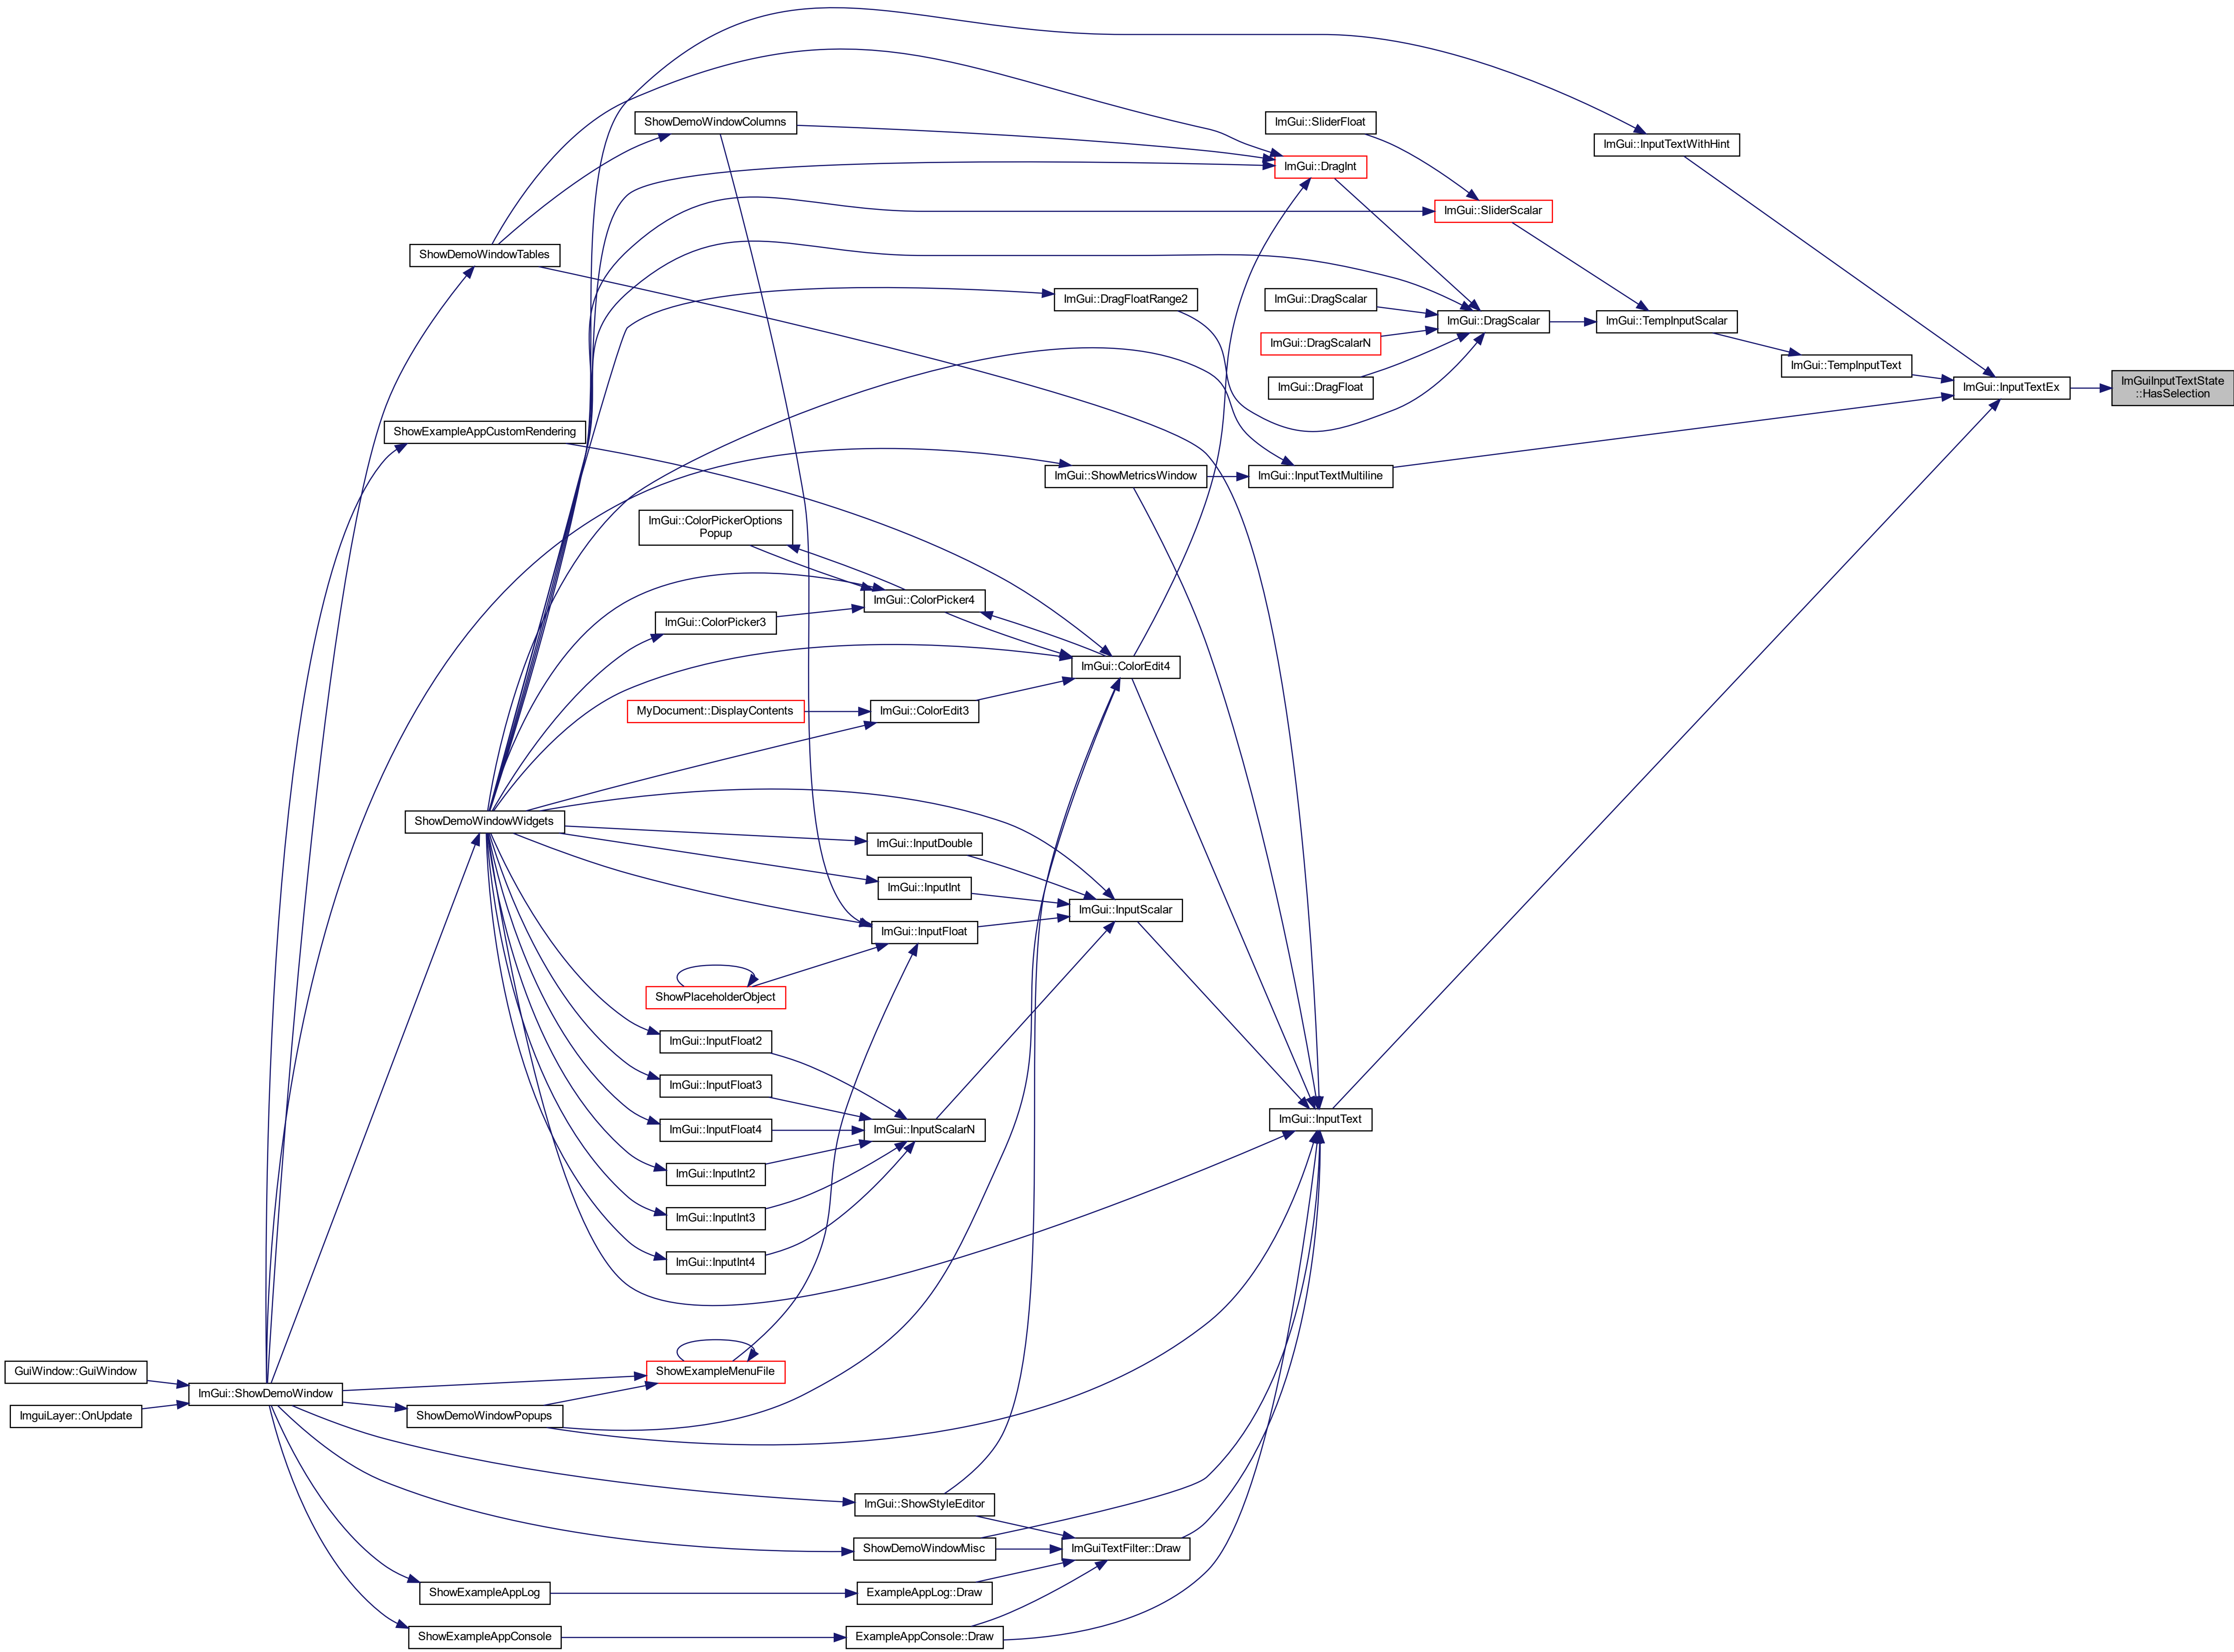 ShowDemoWindowColumns
ImGui::SliderFloat
ImGui::InputTextWithHint
ImGui::DragInt
ImGui::SliderScalar
ShowDemoWindowTables
ImGui::DragFloatRange2
ImGui::DragScalar
ImGui::DragScalar
ImGui::TempInputScalar
ImGui::DragScalarN
ImGui::TempInputText
ImGui::DragFloat
ImGui::InputTextEx
ImGuiInputTextState
::HasSelection
ShowExampleAppCustomRendering
ImGui::ShowMetricsWindow
ImGui::InputTextMultiline
ImGui::ColorPickerOptions
Popup
ImGui::ColorPicker4
ImGui::ColorPicker3
ImGui::ColorEdit4
MyDocument::DisplayContents
ImGui::ColorEdit3
ShowDemoWindowWidgets
ImGui::InputDouble
ImGui::InputInt
ImGui::InputScalar
ImGui::InputFloat
ShowPlaceholderObject
ImGui::InputFloat2
ImGui::InputFloat3
ImGui::InputText
ImGui::InputFloat4
ImGui::InputScalarN
ImGui::InputInt2
ImGui::InputInt3
ImGui::InputInt4
GuiWindow::GuiWindow
ShowExampleMenuFile
ImGui::ShowDemoWindow
ImguiLayer::OnUpdate
ShowDemoWindowPopups
ImGui::ShowStyleEditor
ShowDemoWindowMisc
ImGuiTextFilter::Draw
ShowExampleAppLog
ExampleAppLog::Draw
ShowExampleAppConsole
ExampleAppConsole::Draw